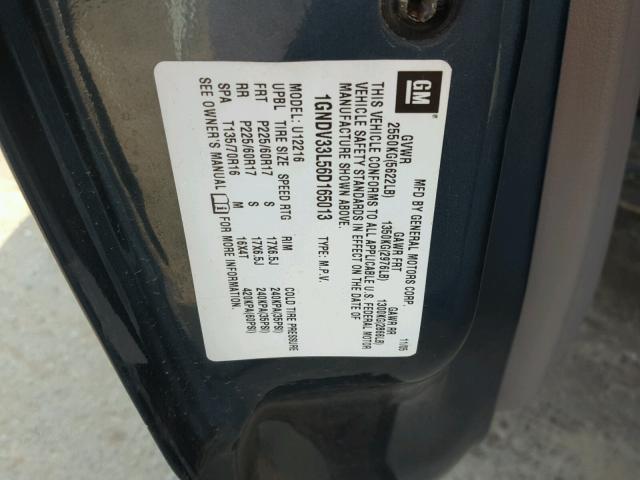 GM
MFD BY GENERAL MOTORS CORP. 11/05
GVWR GAWR FRT GAWR RR
2550KG(5622LB) 1350KG(2976LB) 1300KG(2866LB)
THIS VEHICLE CONFORMS TO ALL APPLICABLE U.S. FEDERAL MOTOR
VEHICLE SAFETY STANDARDS IN EFFECT ON THE DATE OF
MANUFACTURE SHOWN ABOVE.
1GNDV33L56D165013 TYPE: M.P.V.
MODEL: U12216
UPBL TIRE SIZE SPEED RTG RIM COLD TIRE PRESSURE
FRT P225/60R17 S 17X6.5J 240KPA(35PSI)
RR P225/60R17 S 17X6.5J 240KPA(35PSI)
SPA T135/70R16 M 16X4T 420KPA(60PSI)
SEE OWNER'S MANUAL